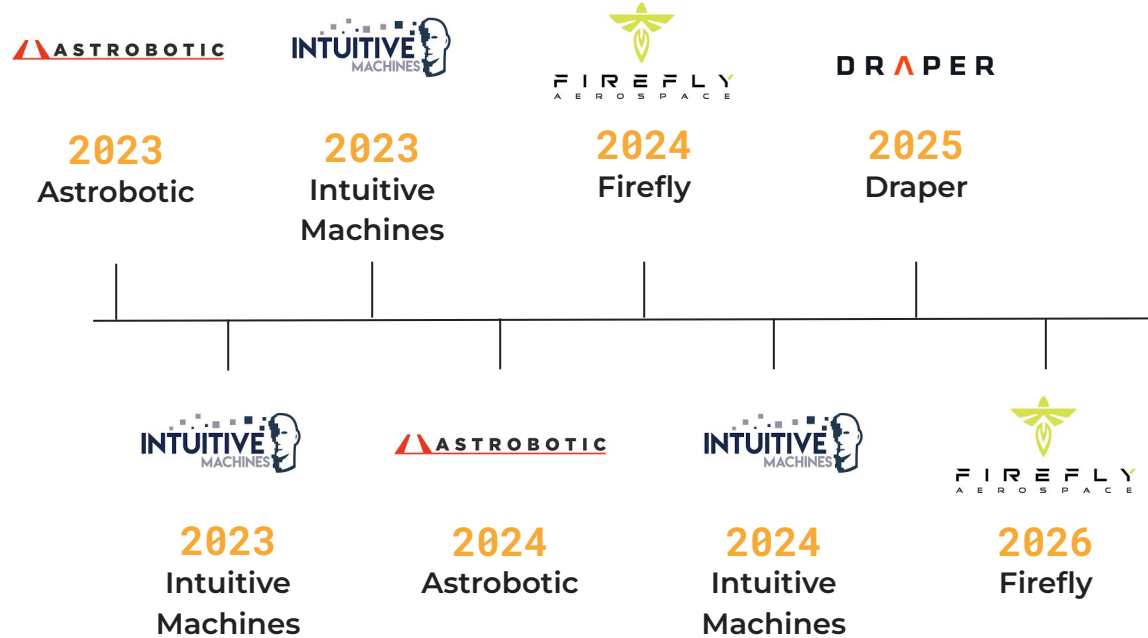 ASTROBOTIC
2023
Astrobotic
INTUITIVE
MACHINES
2023
Intuitive
Machines
FIREFLY
AEROSPACE
2024
Firefly
DRAPER
2025
Draper
INTUITIVE
MACHINES
2023
Intuitive
Machines
ASTROBOTIC
2024
Astrobotic
INTUITIVE
MACHINES
2024
Intuitive
Machines
FIREFLY
AEROSPACE
2026
Firefly